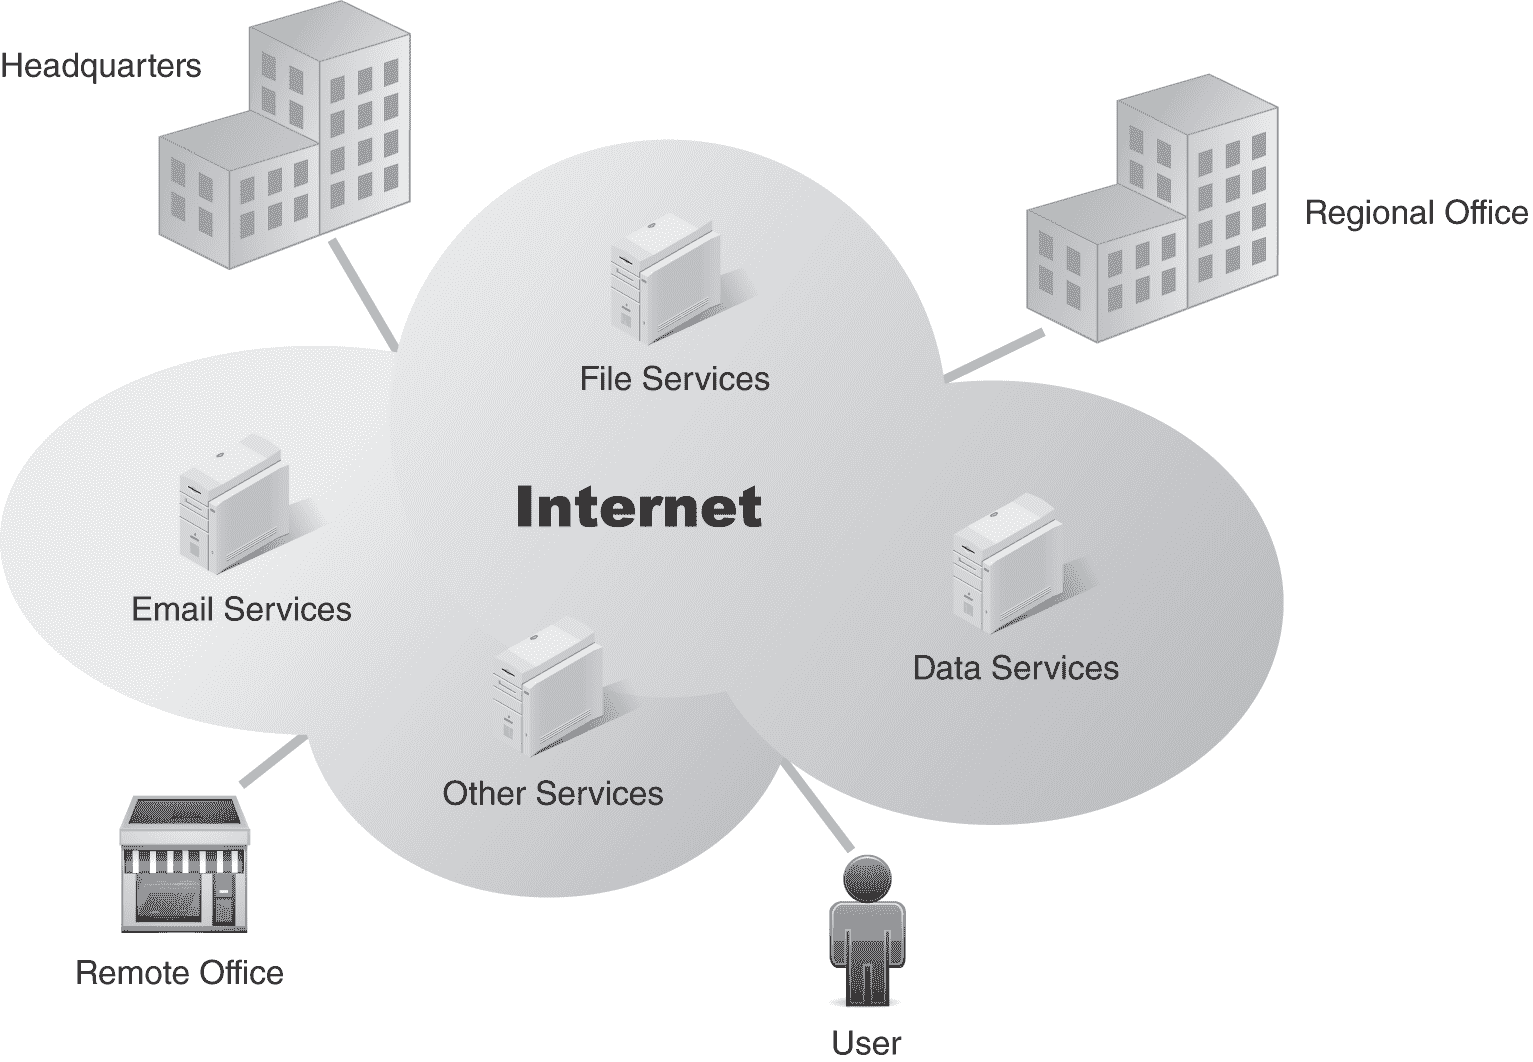 Headquarters
Regional Office
File Services
Internet
Email Services
Data Services
Other Services
Remote Office
User